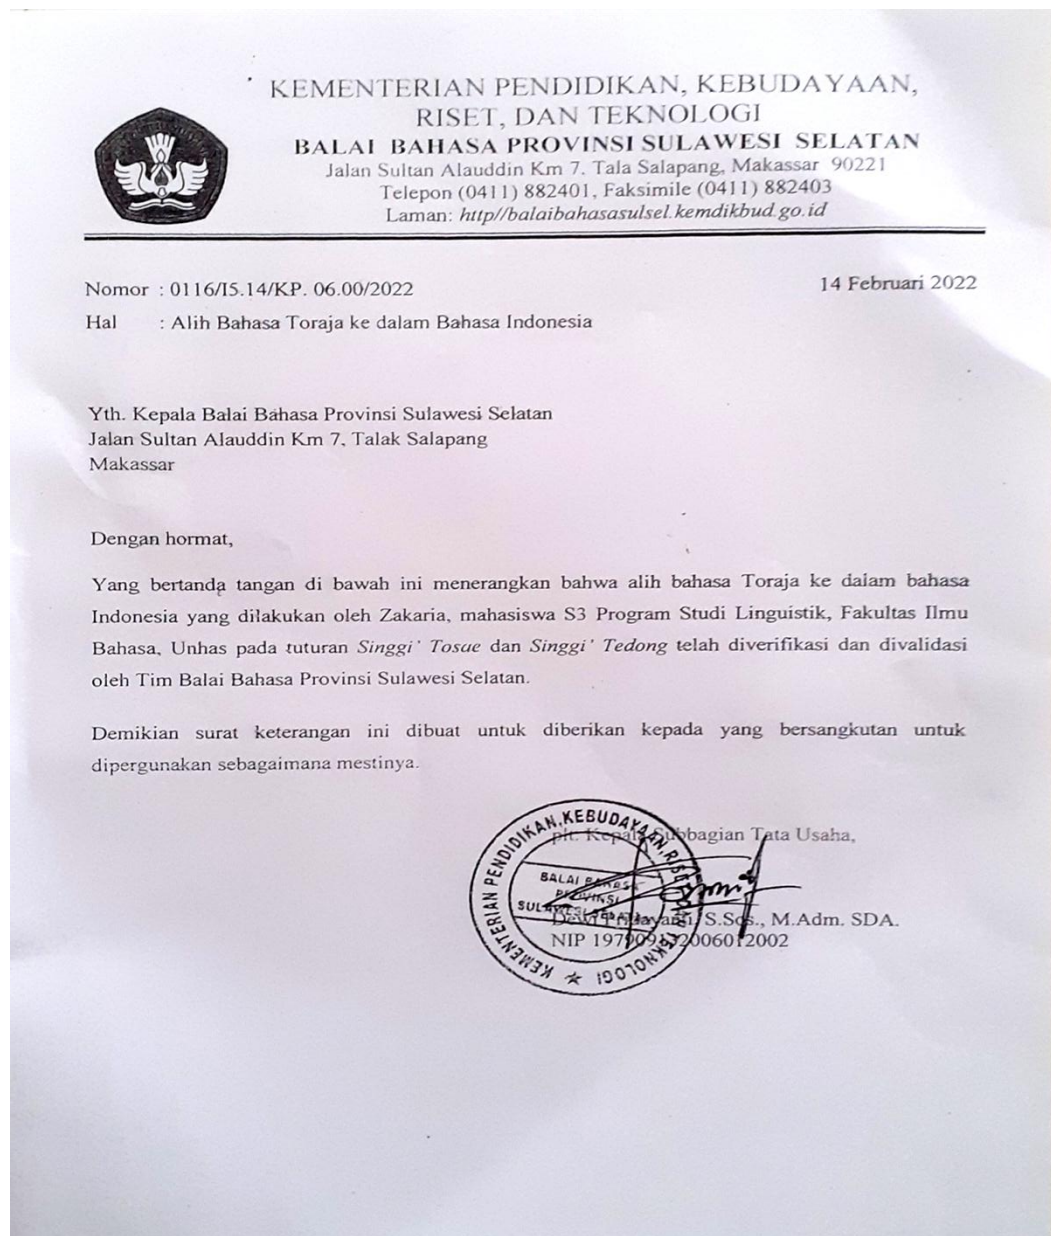 KEMENTERIAN PENDIDIKAN, KEBUDAYAAN,
RISET, DAN TEKNOLOGI
BALAI BAHASA PROVINSI SULAWESI SELATAN
Jalan Sultan Alauddin Km 7. Tala Salapang, Makassar 90221
Telepon (0411) 882401, Faksimile (0411) 882403
Laman: http//balaibahasasulsel.kemdikbud.go.id
Nomor : 0116/I5.14/KP. 06.00/2022
14 Februari 2022
Hal : Alih Bahasa Toraja ke dalam Bahasa Indonesia
Yth. Kepala Balai Bahasa Provinsi Sulawesi Selatan
Jalan Sultan Alauddin Km 7, Talak Salapang
Makassar
Dengan hormat,
Yang bertanda tangan di bawah ini menerangkan bahwa alih bahasa Toraja ke dalam bahasa
Indonesia yang dilakukan oleh Zakaria, mahasiswa S3 Program Studi Linguistik, Fakultas Ilmu
Bahasa, Unhas pada tuturan Singgi' Tosae dan Singgi' Tedong telah diverifikasi dan divalidasi
oleh Tim Balai Bahasa Provinsi Sulawesi Selatan.
Demikian surat keterangan ini dibuat untuk diberikan kepada yang bersangkutan untuk
dipergunakan sebagaimana mestinya.
plt. Kepala Subbagian Tata Usaha,
KEMENTERIAN PENDIDIKAN, KEBUDAYAAN, RISET, DAN TEKNOLOGI
BALAI BAHASA
PROVINSI
SULAWESI SELATAN
Dewi S.Sos., M.Adm. SDA.
NIP